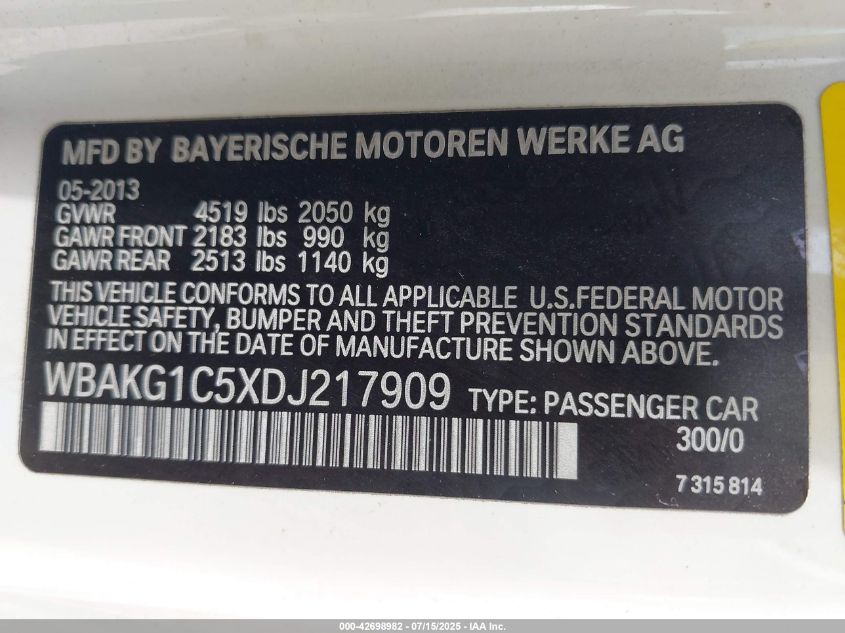 MFD BY BAYERISCHE MOTOREN WERKE AG
05-2013
GVWR 4519 lbs 2050 kg
GAWR FRONT 2183 lbs 990 kg
GAWR REAR 2513 lbs 1140 kg
THIS VEHICLE CONFORMS TO ALL APPLICABLE U.S.FEDERAL MOTOR
VEHICLE SAFETY, BUMPER AND THEFT PREVENTION STANDARDS
IN EFFECT ON THE DATE OF MANUFACTURE SHOWN ABOVE.
WBAKG1C5XDJ217909 TYPE: PASSENGER CAR
300/0
7 315 814
000-42698982 - 07/15/2025 - IAA Inc.